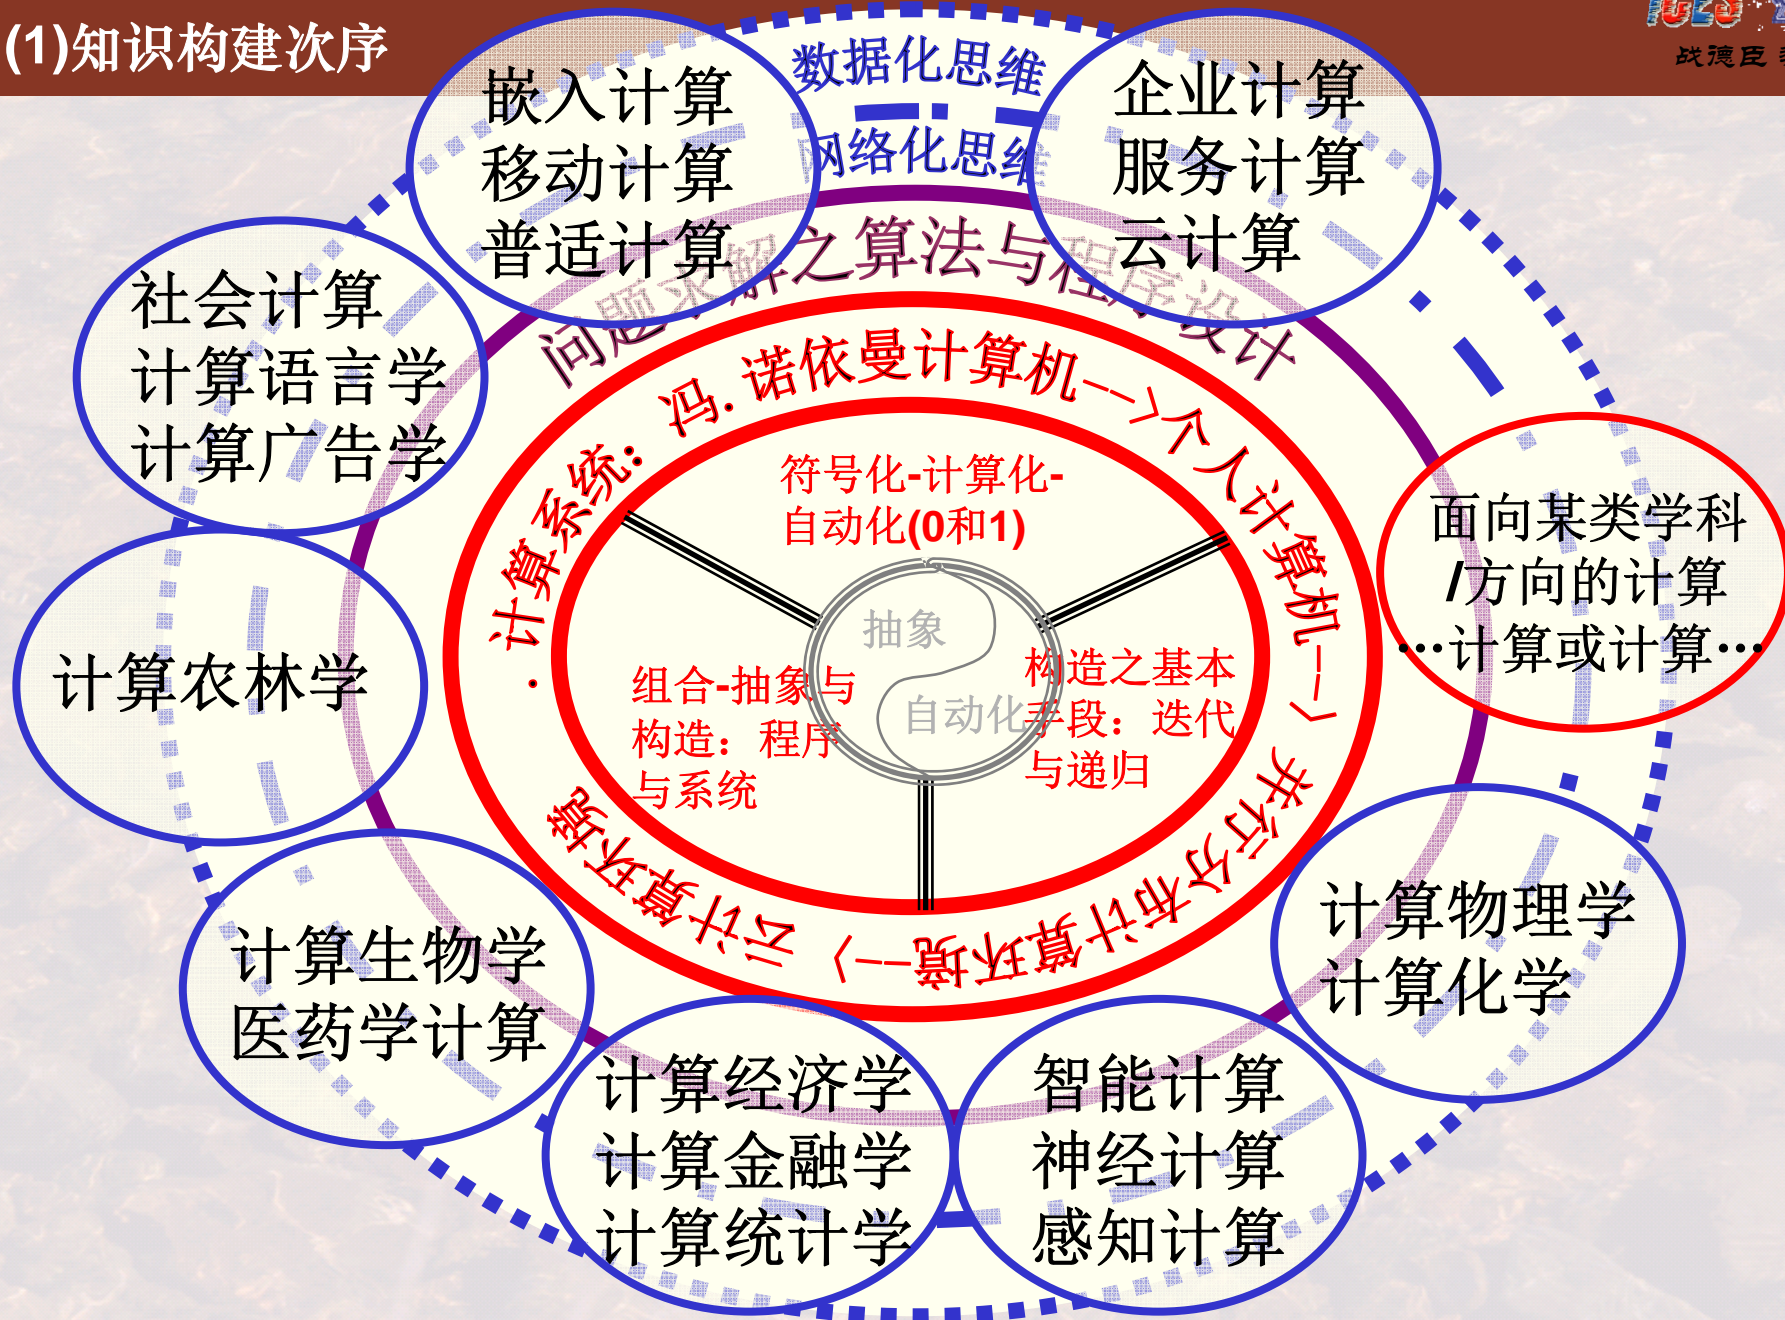 (1)知识构建次序
战德臣
数据化思维
网络化思维
嵌入计算
移动计算
普适计算
企业计算
服务计算
云计算
问题求解之算法与程序设计
社会计算
计算语言学
计算广告学
计算系统：冯.诺依曼计算机-->个人计算机--> 并行分布计算环境--> 云计算环境
符号化-计算化-
自动化(0和1)
面向某类学科
/方向的计算
…计算或计算…
抽象
自动化
组合-抽象与
构造：程序
与系统
构造之基本
手段：迭代
与递归
计算农林学
计算生物学
医药学计算
计算物理学
计算化学
计算经济学
计算金融学
计算统计学
智能计算
神经计算
感知计算